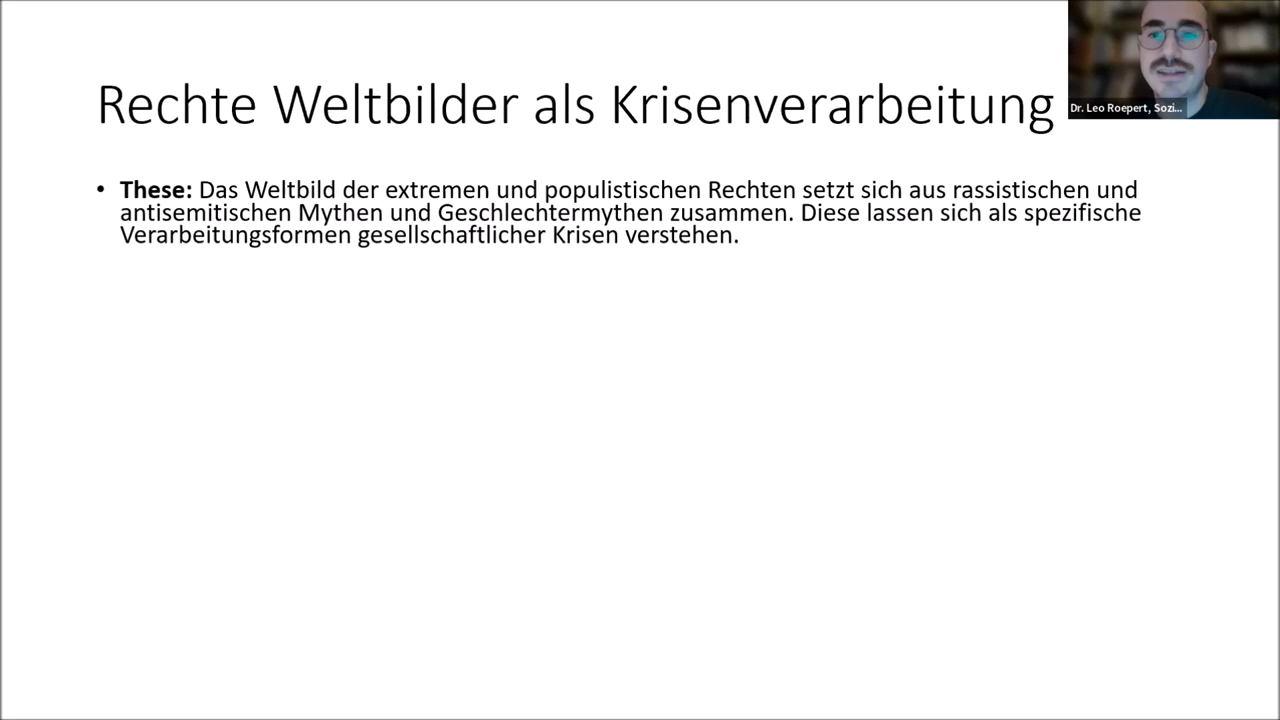 Rechte Weltbilder als Krisenverarbeitung
Dr. Leo Roepert, Sozi...
• These: Das Weltbild der extremen und populistischen Rechten setzt sich aus rassistischen und
antisemitischen Mythen und Geschlechtermythen zusammen. Diese lassen sich als spezifische
Verarbeitungsformen gesellschaftlicher Krisen verstehen.